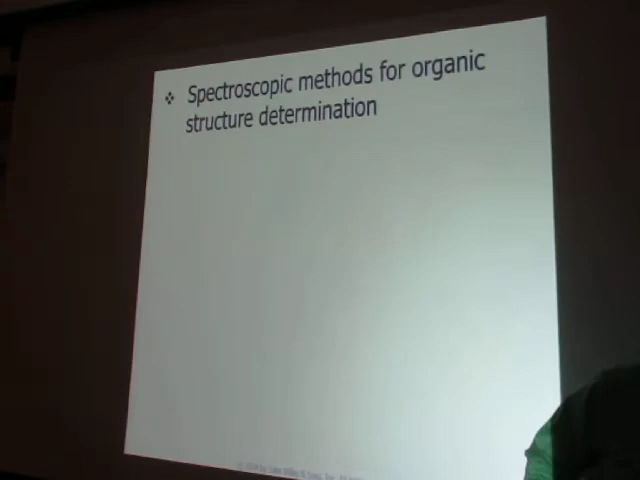 ❖ Spectroscopic methods for organic
structure determination